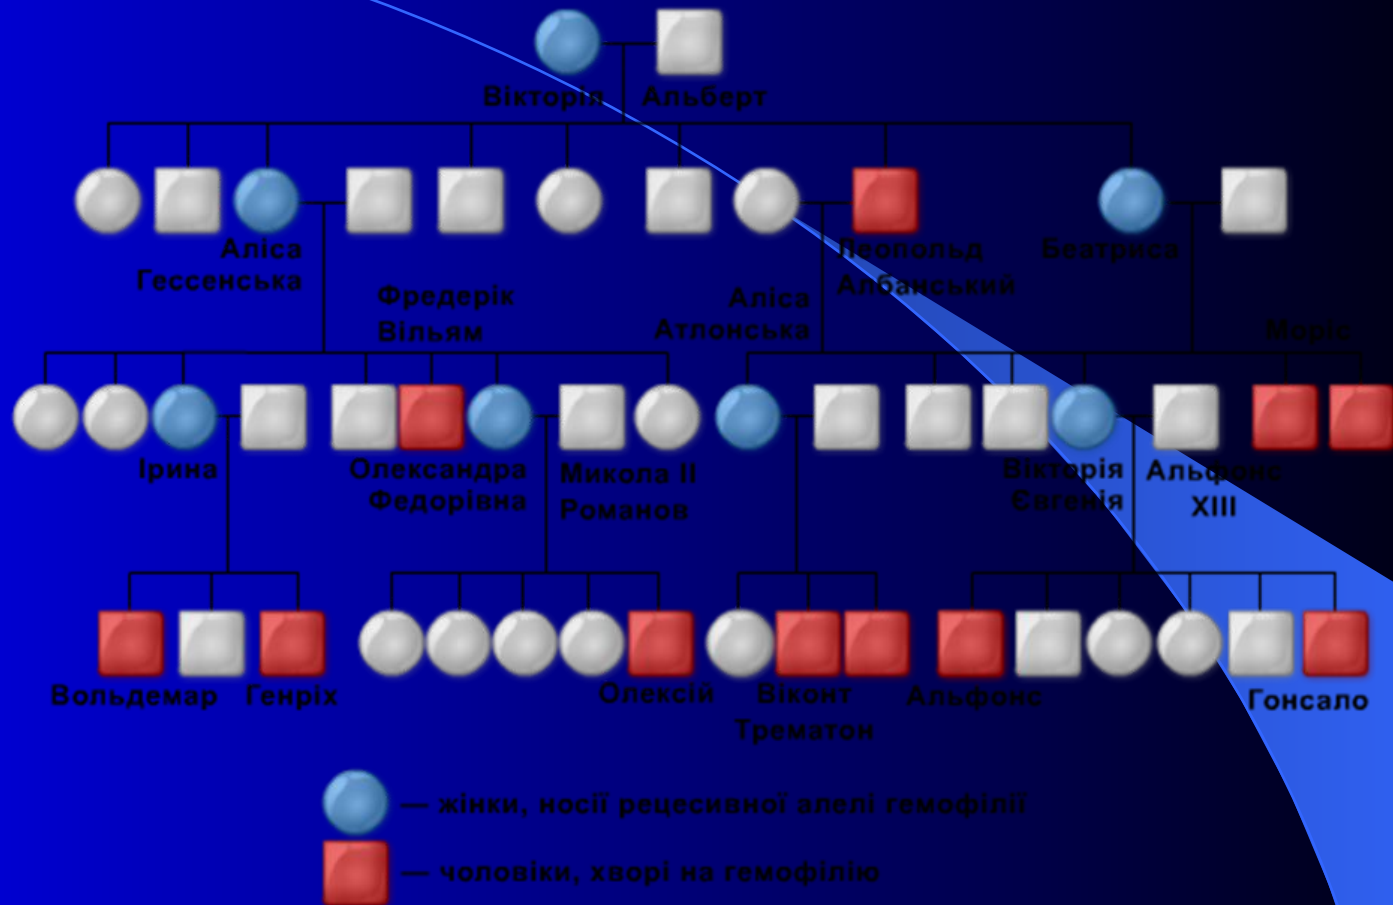 Вікторія Альберт
Аліса
Гессенська
Леопольд
Албанський
Беатриса
Фредерік
Вільям
Аліса
Атлонська
Моріс
Ірина
Олександра
Федорівна
Микола II
Романов
Вікторія
Євгенія
Альфонс
XIII
Вольдемар Генріх Олексій Віконт
Трематон
Альфонс Гонсало
— жінки, носії рецесивної алелі гемофілії
— чоловіки, хворі на гемофілію